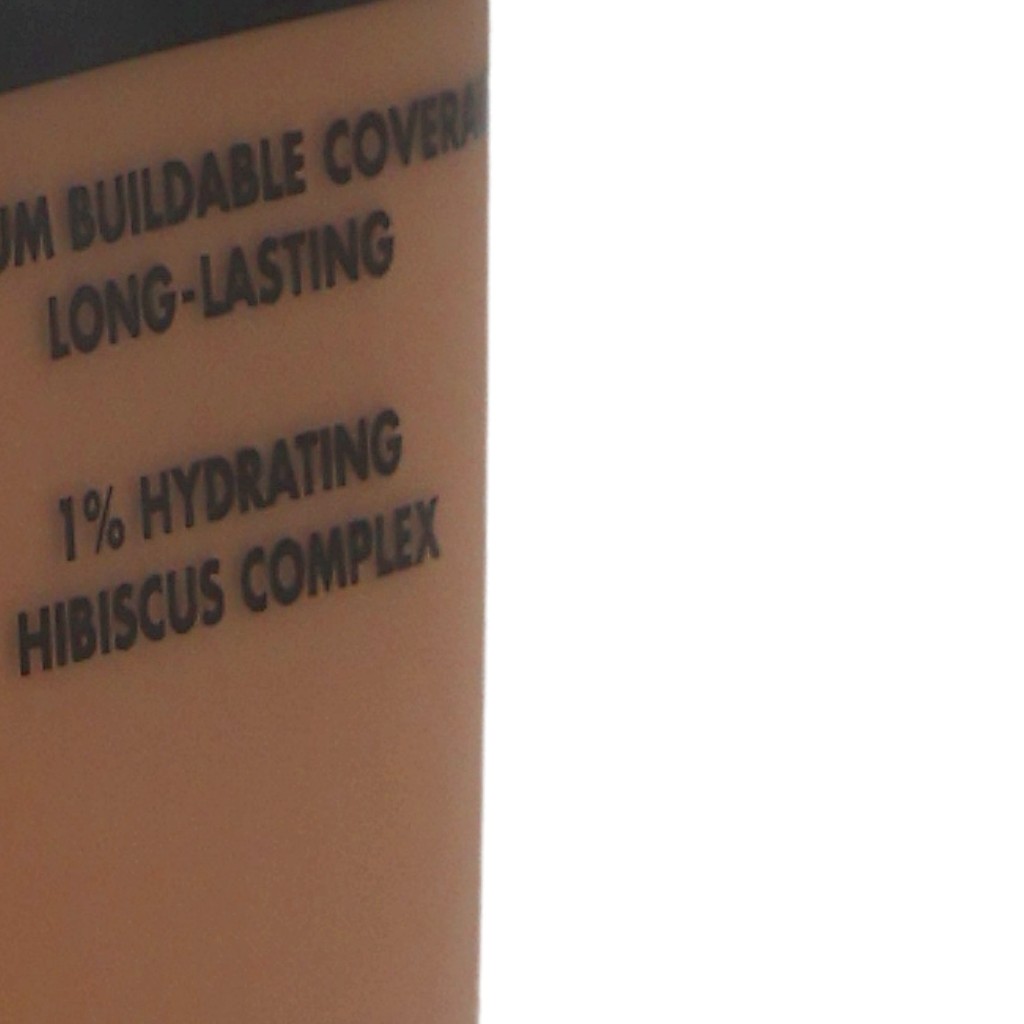 UM BUILDABLE COVERA
LONG-LASTING
1% HYDRATING
HIBISCUS COMPLEX